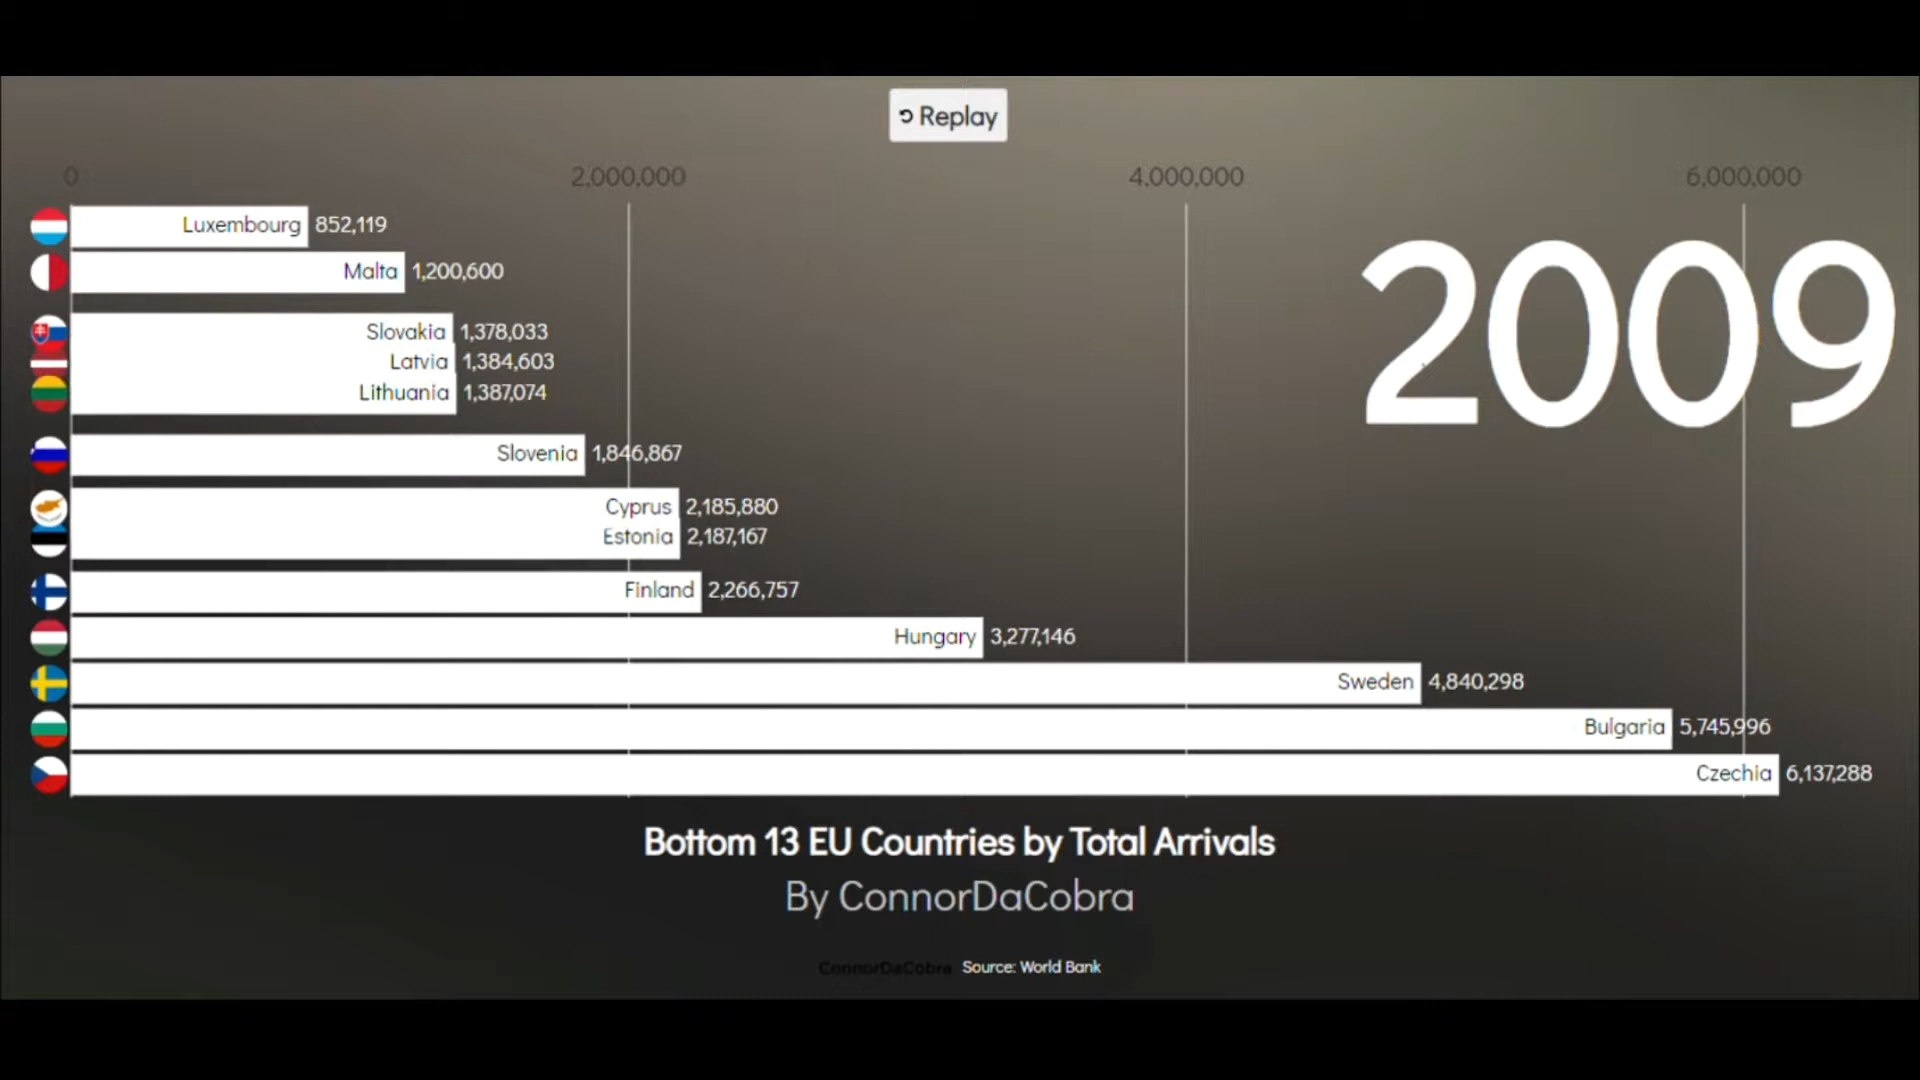 Replay
0 2,000,000 4,000,000 6,000,000
2009
Luxembourg 852,119
Malta 1,200,600
Slovakia 1,378,033
Latvia 1,384,603
Lithuania 1,387,074
Slovenia 1,846,867
Cyprus 2,185,880
Estonia 2,187,167
Finland 2,266,757
Hungary 3,277,146
Sweden 4,840,298
Bulgaria 5,745,996
Czechia 6,137,288
Bottom 13 EU Countries by Total Arrivals
By ConnorDaCobra
ConnorDaCobra Source: World Bank